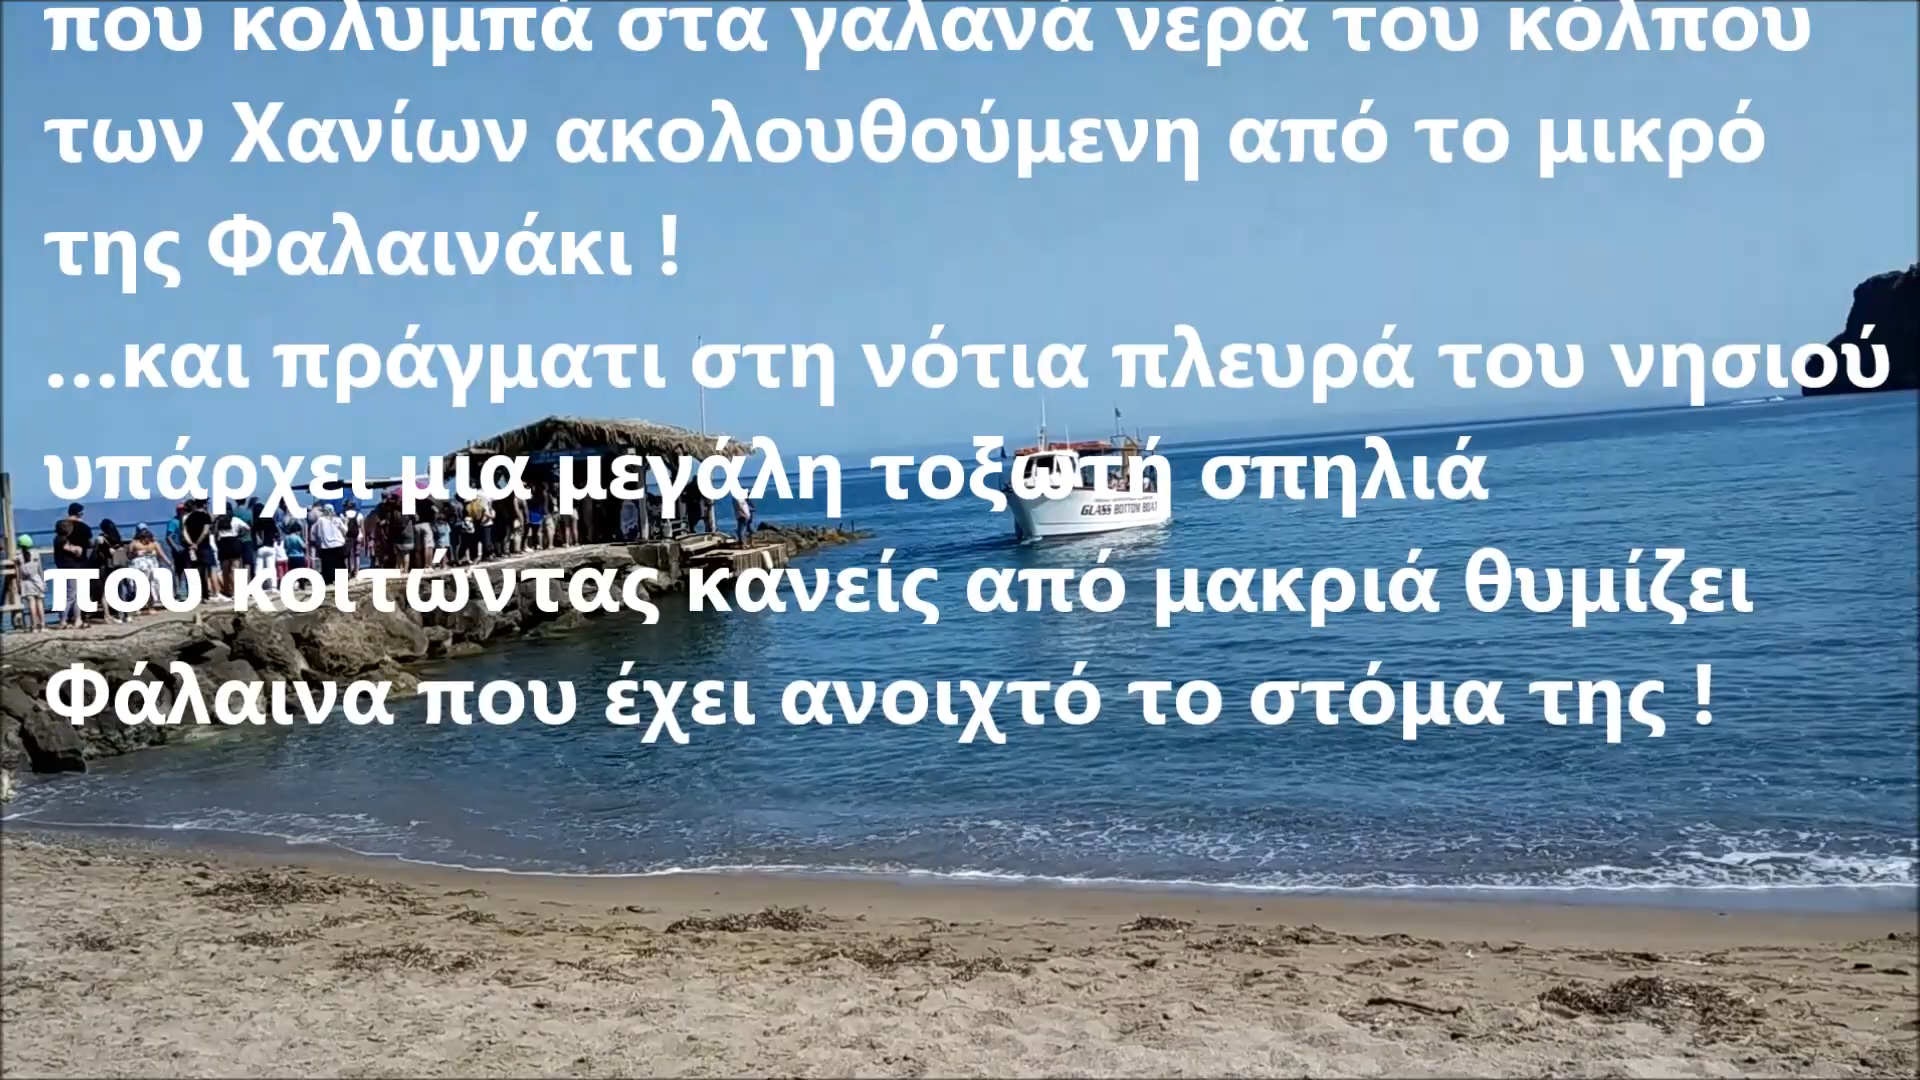 που κολυμπά στα γαλανά νερά του κόλπου
των Χανίων ακολουθούμενη από το μικρό
της Φαλαινάκι !
...και πράγματι στη νότια πλευρά του νησιού
υπάρχει μια μεγάλη τοξωτή σπηλιά
που κοιτώντας κανείς από μακριά θυμίζει
Φάλαινα που έχει ανοιχτό το στόμα της !
GLASS BOTTOM BOAT